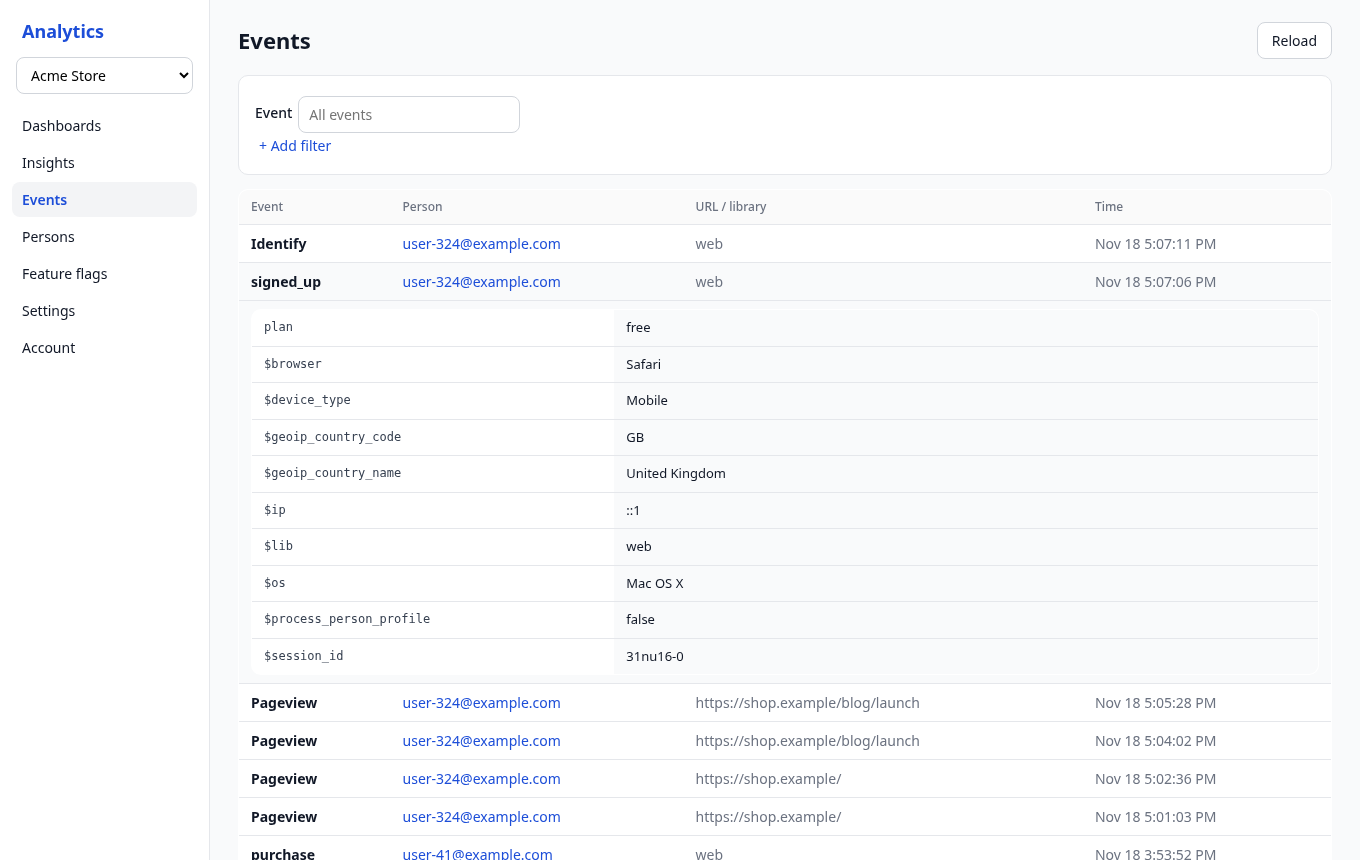 Analytics
Acme Store
Dashboards
Insights
Events
Persons
Feature flags
Settings
Account
Events
Reload
Event
All events
+ Add filter
Event Person URL / library Time
Identify user-324@example.com web Nov 18 5:07:11 PM
signed_up user-324@example.com web Nov 18 5:07:06 PM
plan free
$browser Safari
$device_type Mobile
$geoip_country_code GB
$geoip_country_name United Kingdom
$ip ::1
$lib web
$os Mac OS X
$process_person_profile false
$session_id 31nu16-0
Pageview user-324@example.com https://shop.example/blog/launch Nov 18 5:05:28 PM
Pageview user-324@example.com https://shop.example/blog/launch Nov 18 5:04:02 PM
Pageview user-324@example.com https://shop.example/ Nov 18 5:02:36 PM
Pageview user-324@example.com https://shop.example/ Nov 18 5:01:03 PM
purchase user-41@example.com web Nov 18 3:53:52 PM